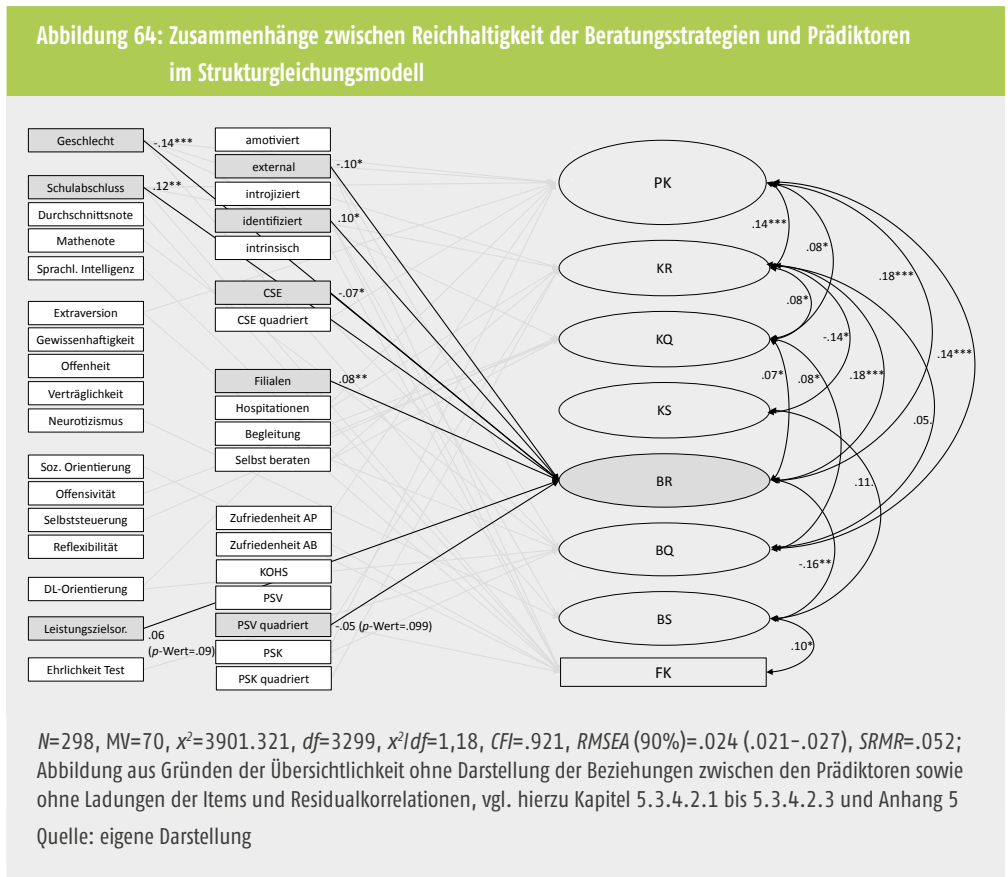 Abbildung 64: Zusammenhänge zwischen Reichhaltigkeit der Beratungsstrategien und Prädiktoren
im Strukturgleichungsmodell
Geschlecht
-.14***
Schulabschluss
.12**
Durchschnittsnote
Mathenote
Sprachl. Intelligenz
Extraversion
Gewissenhaftigkeit
Offenheit
Verträglichkeit
Neurotizismus
Soz. Orientierung
Offensivität
Selbststeuerung
Reflexibilität
DL-Orientierung
Leistungszielsor.
.06
(p-Wert=.09)
Ehrlichkeit Test
amotiviert
external
-.10*
introjiziert
identifiziert
.10*
intrinsisch
CSE
-.07*
CSE quadriert
Filialen
.08**
Hospitationen
Begleitung
Selbst beraten
Zufriedenheit AP
Zufriedenheit AB
KOHS
PSV
PSV quadriert
-.05 (p-Wert=.099)
PSK
PSK quadriert
PK
KR
KQ
KS
BR
BQ
BS
FK
.14***
.08*
.18***
.08*
-.14*
.14***
.07*
.08*
.18***
.05.
.11.
-.16**
.10*
N=298, MV=70, x²=3901.321, df=3299, x²/df=1,18, CFI=.921, RMSEA (90%)=.024 (.021–.027), SRMR=.052;
Abbildung aus Gründen der Übersichtlichkeit ohne Darstellung der Beziehungen zwischen den Prädiktoren sowie
ohne Ladungen der Items und Residualkorrelationen, vgl. hierzu Kapitel 5.3.4.2.1 bis 5.3.4.2.3 und Anhang 5
Quelle: eigene Darstellung